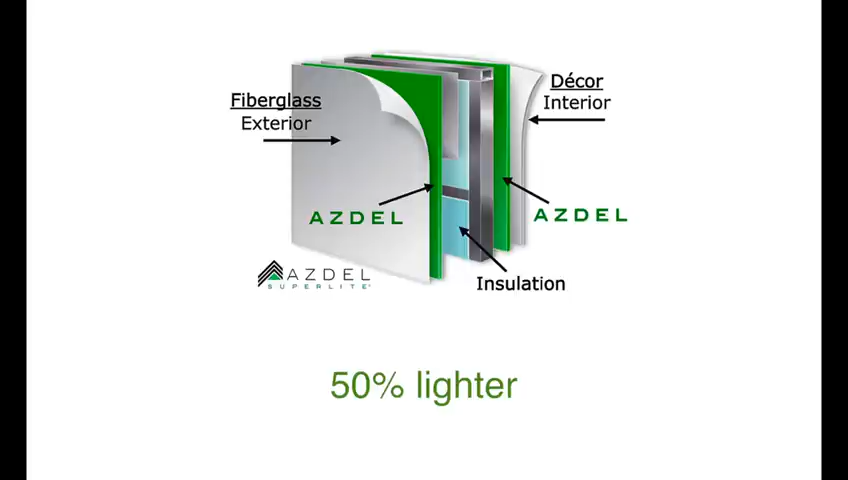 Fiberglass
Exterior
Décor
Interior
AZDEL
AZDEL
Insulation
AZDEL
SUPERLITE
50% lighter